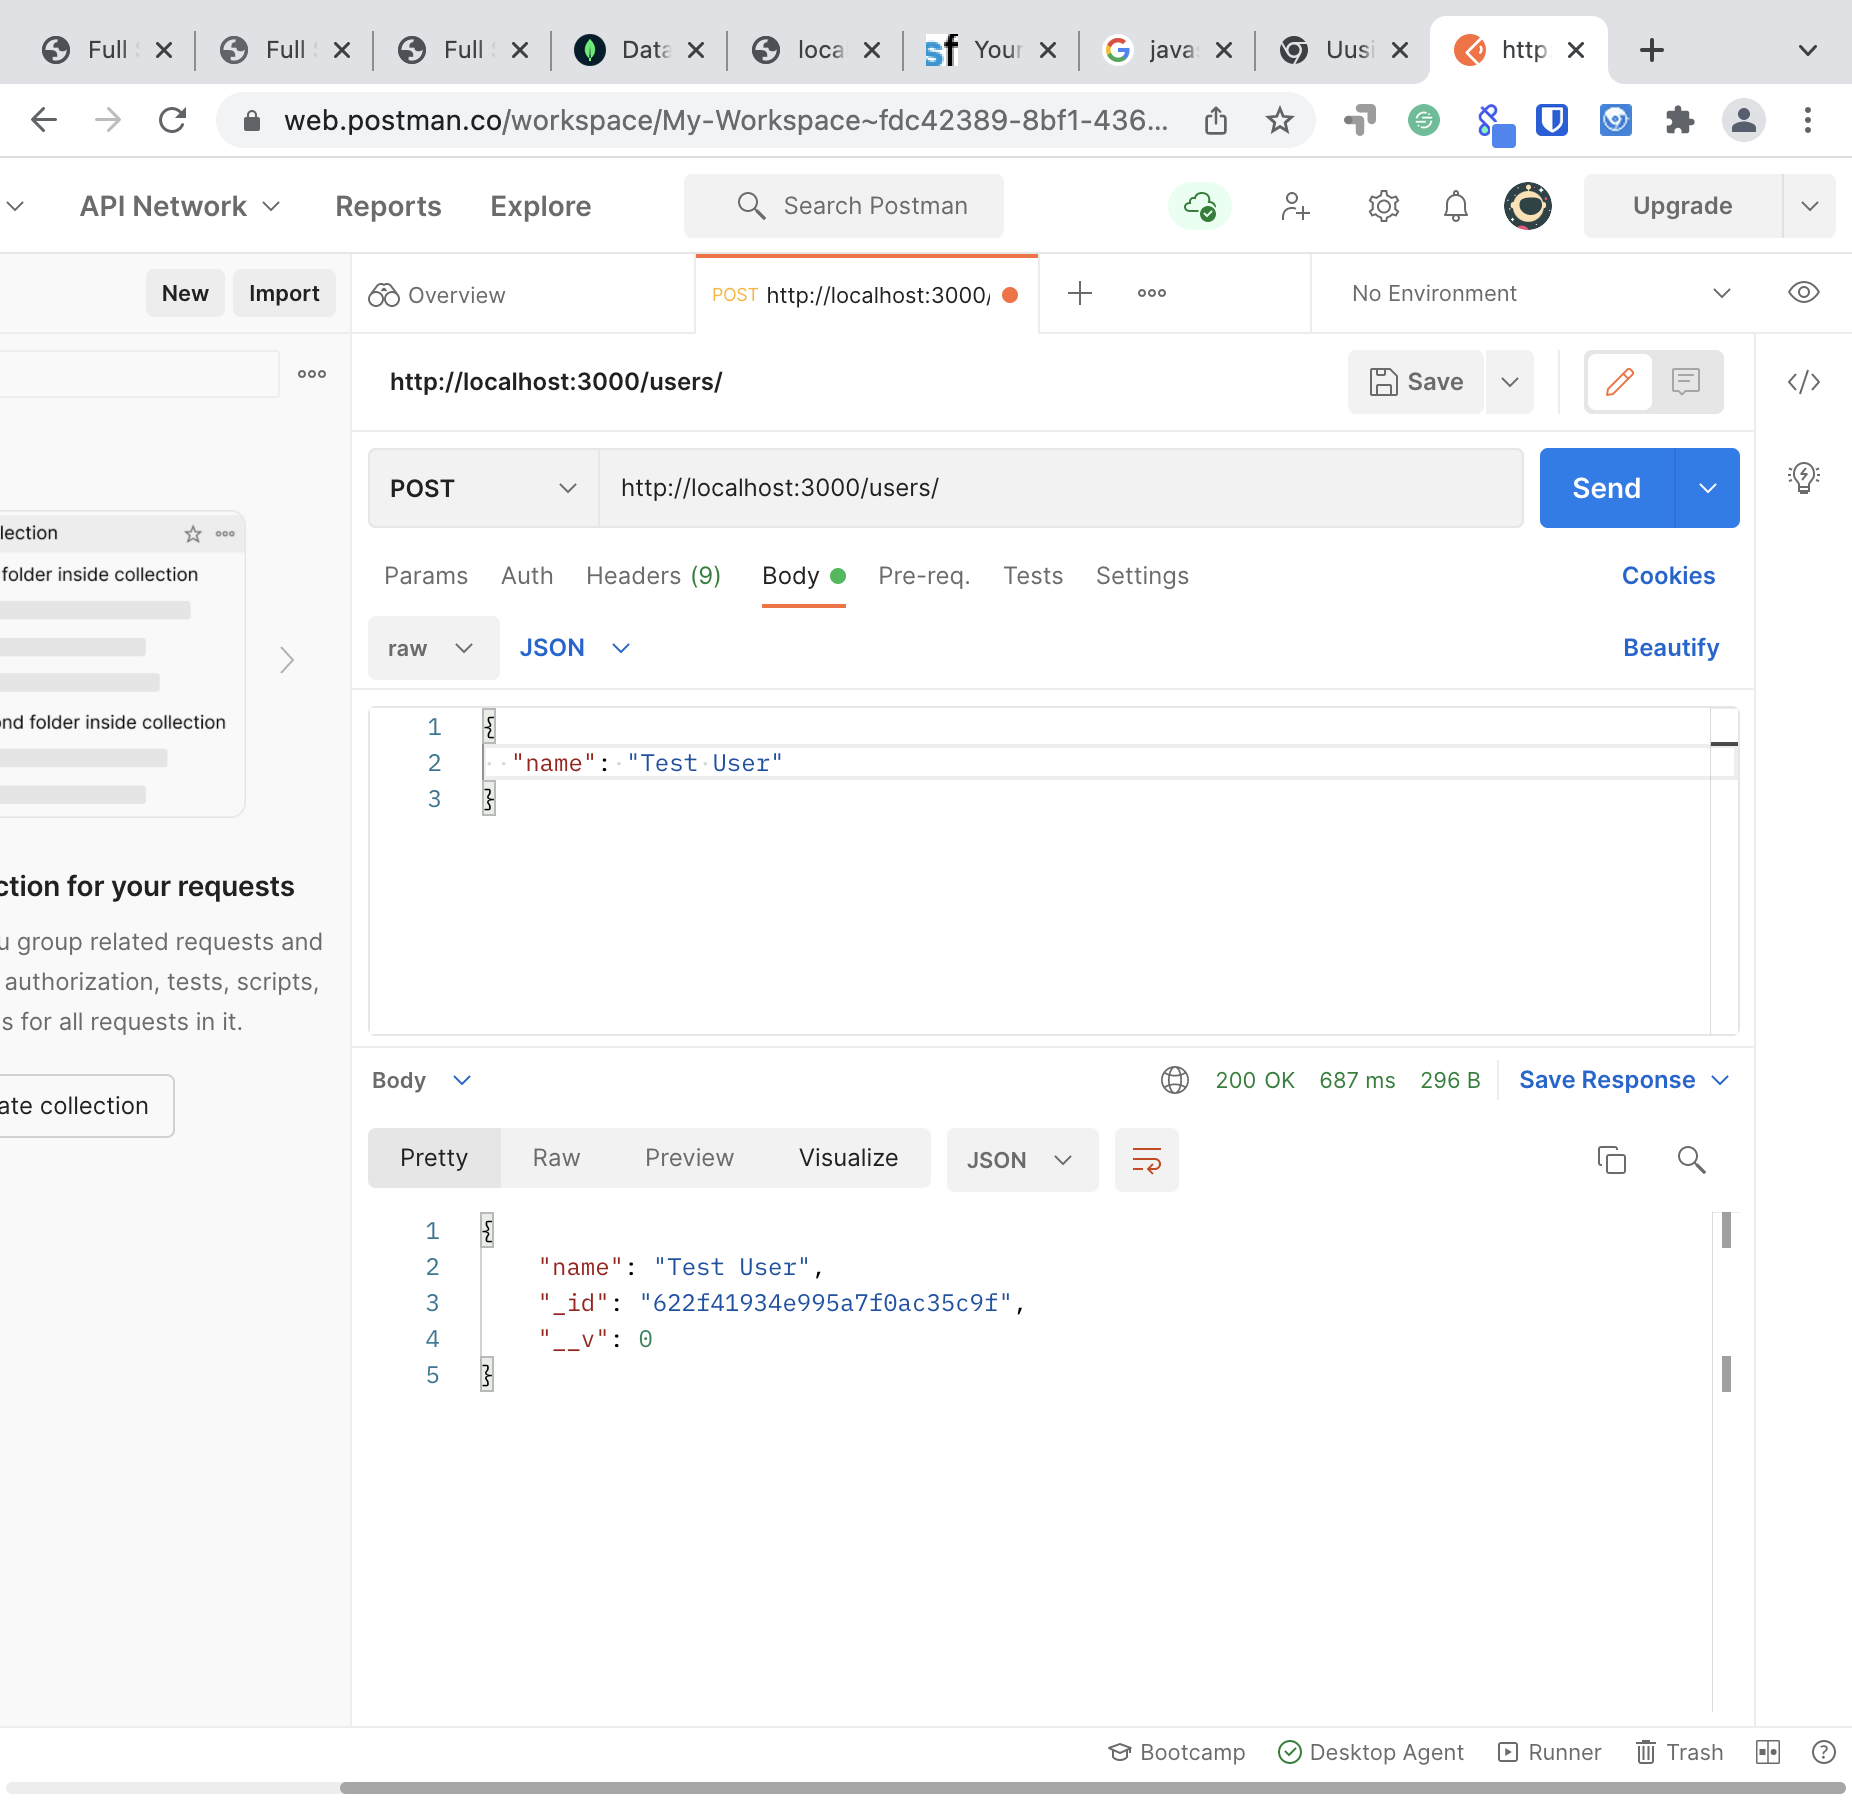 Full
Full
Full
Data
loca
Your
java
Uusi
http
web.postman.co/workspace/My-Workspace~fdc42389-8bf1-436...
API Network
Reports
Explore
Search Postman
Upgrade
New
Import
Overview
POST http://localhost:3000/
No Environment
http://localhost:3000/users/
Save
POST
http://localhost:3000/users/
Send
lection
folder inside collection
nd folder inside collection
ction for your requests
u group related requests and
authorization, tests, scripts,
s for all requests in it.
ate collection
Params
Auth
Headers (9)
Body
Pre-req.
Tests
Settings
Cookies
raw
JSON
Beautify
1 {
2 "name": "Test User"
3 }
Body
200 OK
687 ms
296 B
Save Response
Pretty
Raw
Preview
Visualize
JSON
1 {
2 "name": "Test User",
3 "_id": "622f41934e995a7f0ac35c9f",
4 "__v": 0
5 }
Bootcamp
Desktop Agent
Runner
Trash